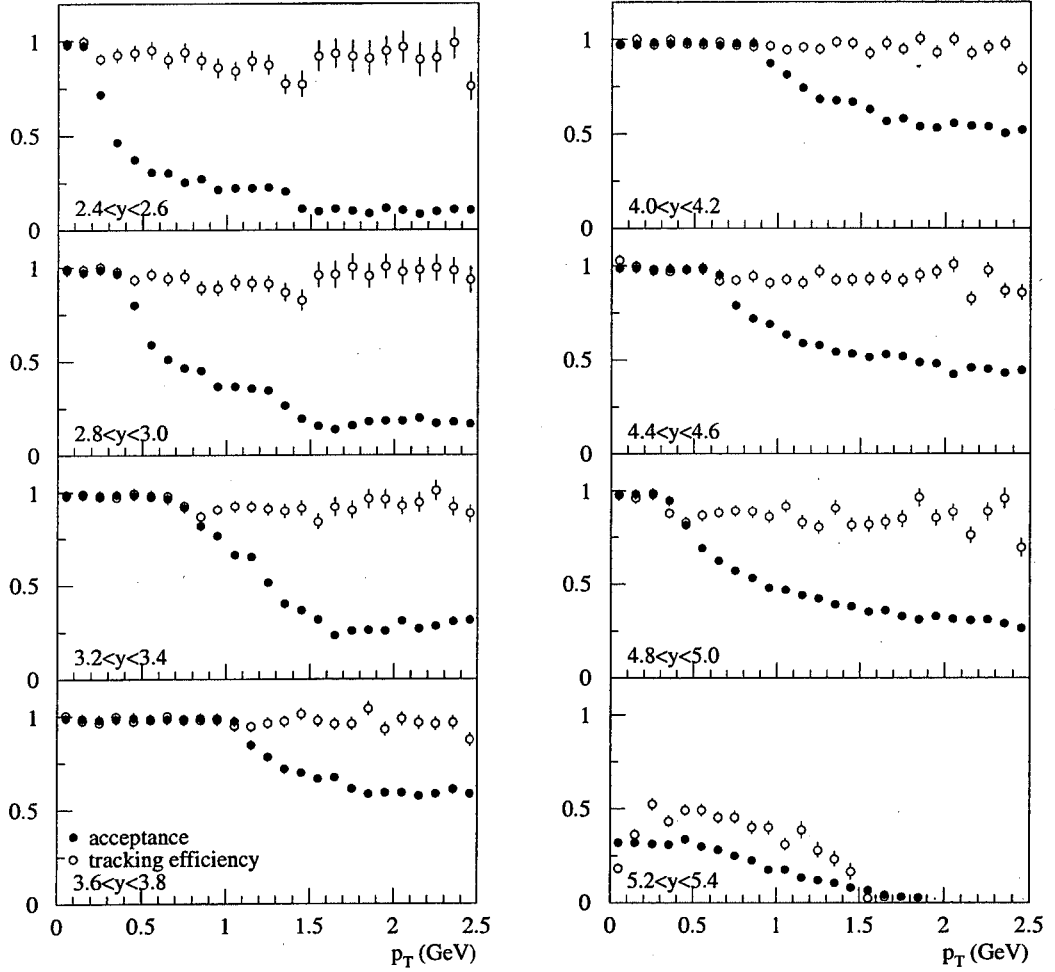 1
0.5
2.4<y<2.6
0
1
0.5
2.8<y<3.0
0
1
0.5
3.2<y<3.4
0
1
0.5
acceptance
tracking efficiency
3.6<y<3.8
0
0 0.5 1 1.5 2 2.5
p_T (GeV)
1
0.5
4.0<y<4.2
0
1
0.5
4.4<y<4.6
0
1
0.5
4.8<y<5.0
0
1
0.5
5.2<y<5.4
0
0 0.5 1 1.5 2 2.5
p_T (GeV)